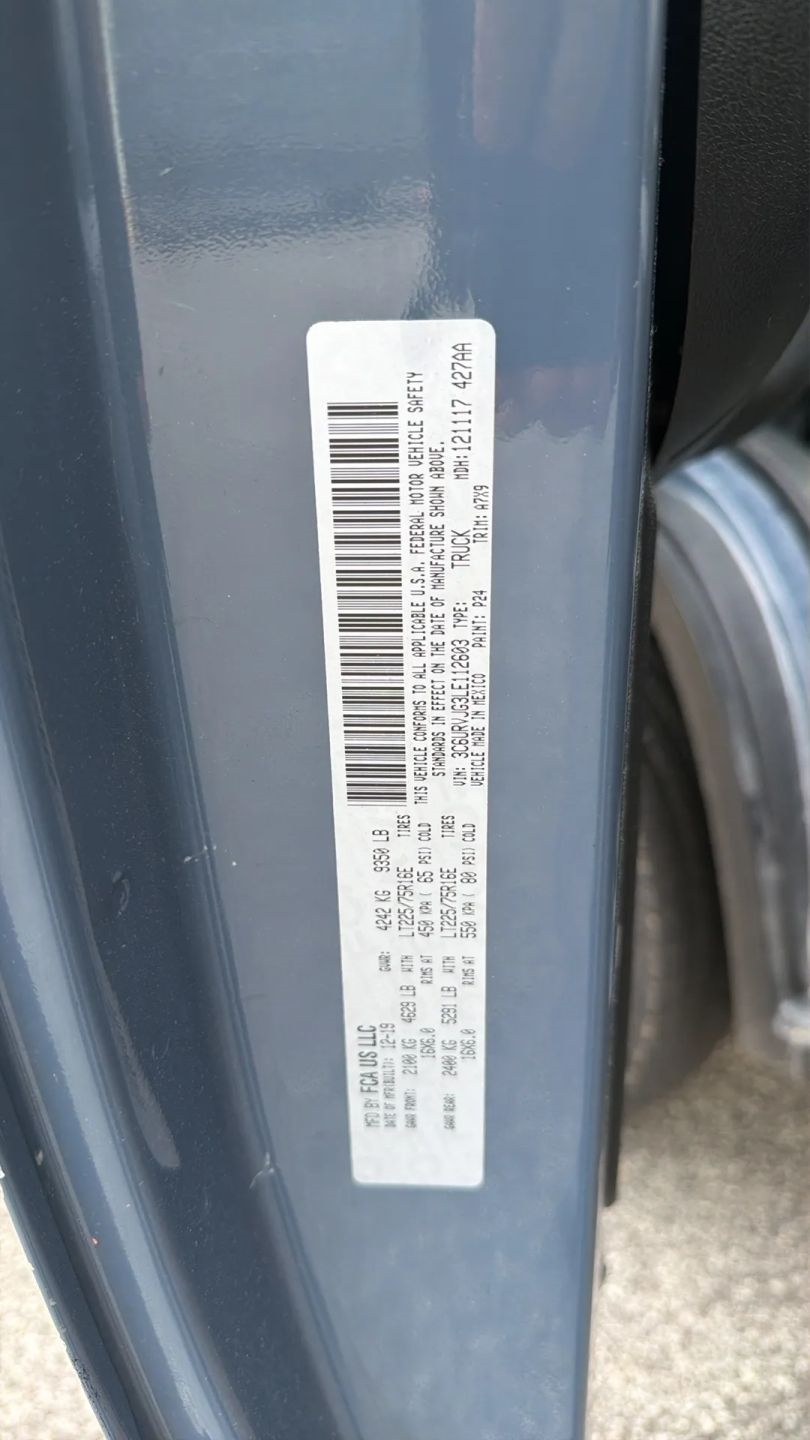 MFD BY FCA US LLC
DATE OF MFR(BUILT): 12-19 GVWR: 4242 KG 9350 LB
GAWR FRONT: 2100 KG 4629 LB WITH LT225/75R16E TIRES
16X6.0 RIMS AT 450 KPA ( 65 PSI) COLD
GAWR REAR: 2400 KG 5291 LB WITH LT225/75R16E TIRES
16X6.0 RIMS AT 550 KPA ( 80 PSI) COLD
THIS VEHICLE CONFORMS TO ALL APPLICABLE U.S.A. FEDERAL MOTOR VEHICLE SAFETY
STANDARDS IN EFFECT ON THE DATE OF MANUFACTURE SHOWN ABOVE.
VIN: 3C6URVJG3LE112603 TYPE: TRUCK MDH:121117 427AA
VEHICLE MADE IN MEXICO PAINT: P24 TRIM: A7X9